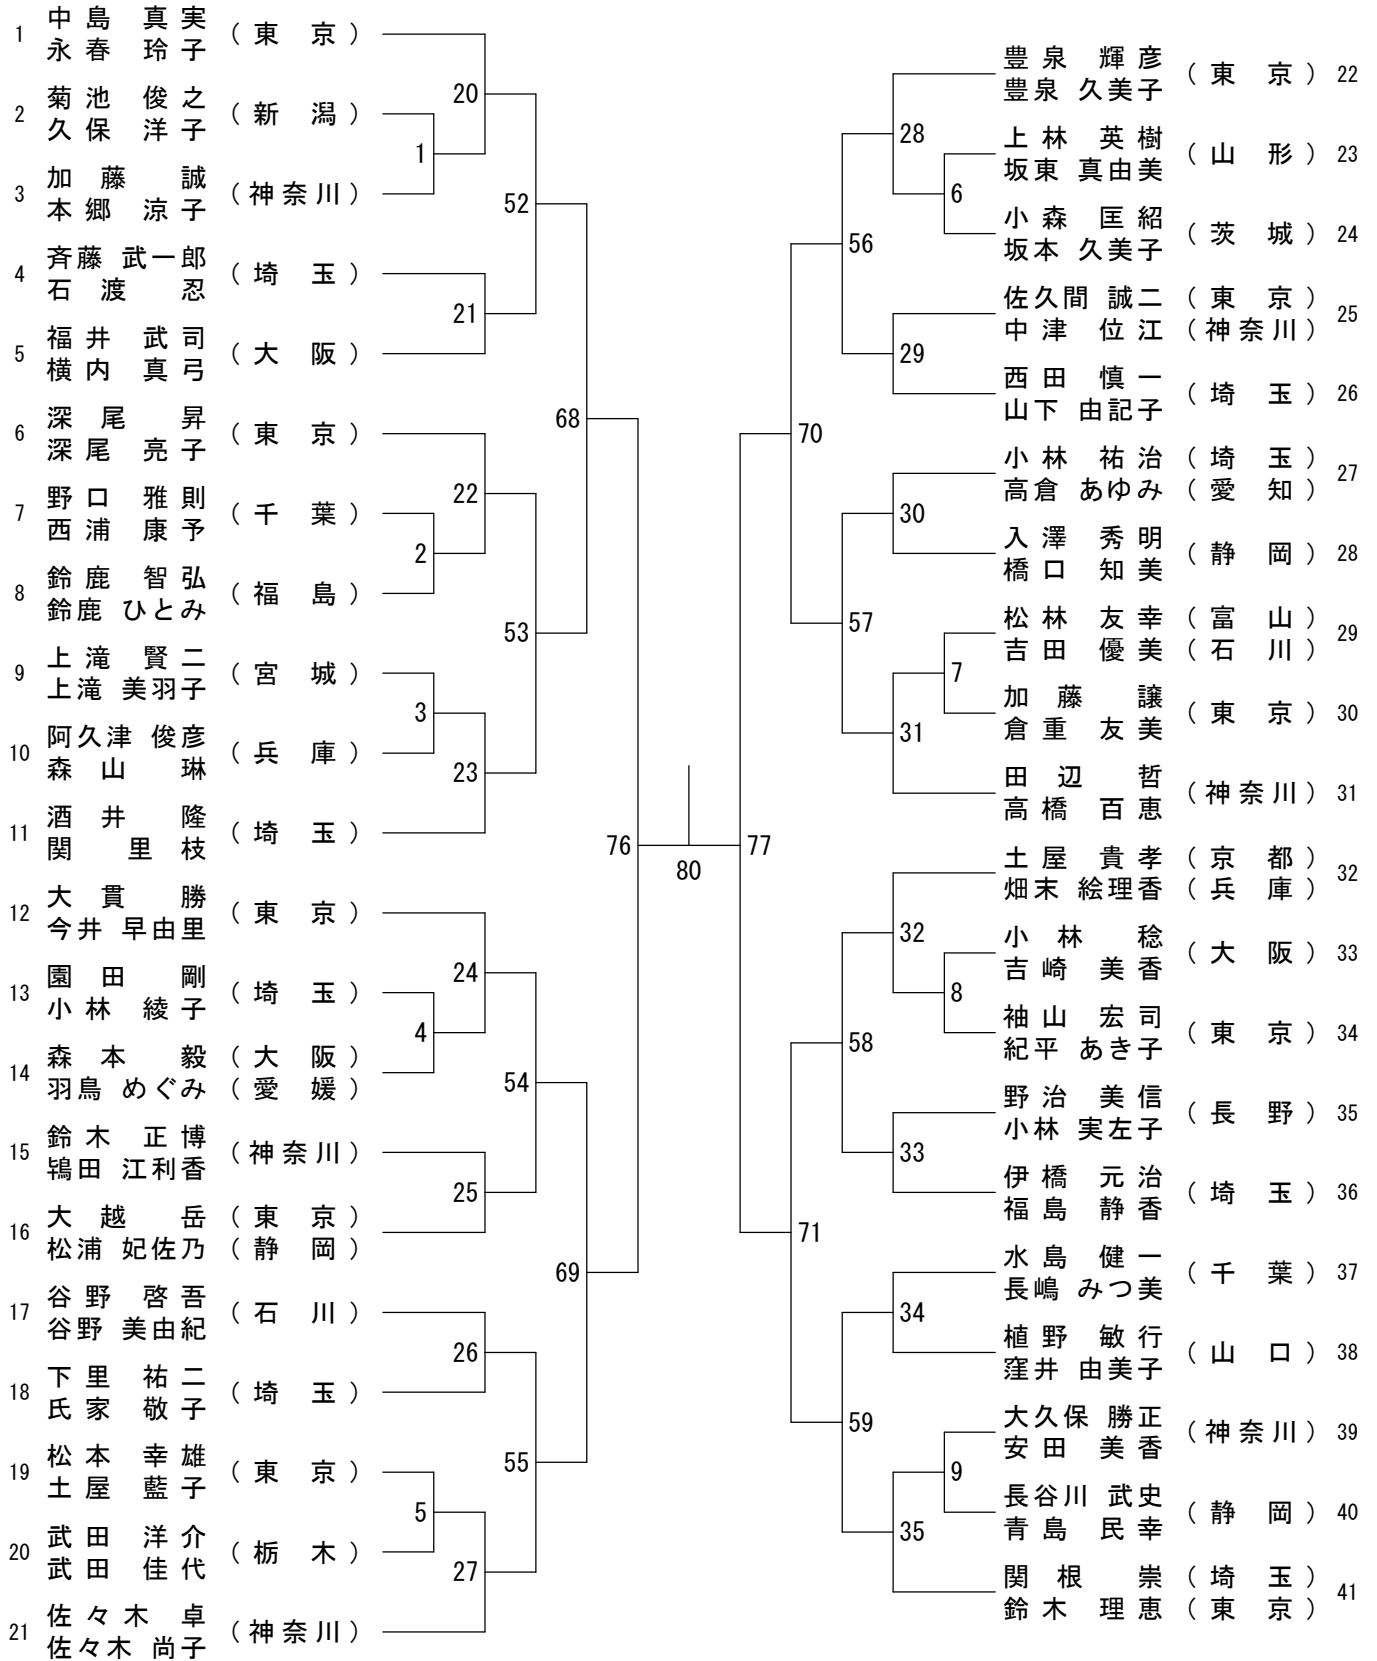 1 中島 真実 (東京)
永春 玲子
2 菊池 俊之 (新潟)
久保 洋子
3 加藤 誠 (神奈川)
本郷 涼子
4 斉藤 武一郎 (埼玉)
石渡 忍
5 福井 武司 (大阪)
横内 真弓
6 深尾 昇 (東京)
深尾 亮子
7 野口 雅則 (千葉)
西浦 康予
8 鈴鹿 智弘 (福島)
鈴鹿 ひとみ
9 上滝 賢二 (宮城)
上滝 美羽子
10 阿久津 俊彦 (兵庫)
森山 琳
11 酒井 隆 (埼玉)
関 里枝
12 大貫 勝 (東京)
今井 早由里
13 園田 剛 (埼玉)
小林 綾子
14 森本 毅 (大阪)
羽鳥 めぐみ (愛媛)
15 鈴木 正博 (神奈川)
鴇田 江利香
16 大越 岳 (東京)
松浦 妃佐乃 (静岡)
17 谷野 啓吾 (石川)
谷野 美由紀
18 下里 祐二 (埼玉)
氏家 敬子
19 松本 幸雄 (東京)
土屋 藍子
20 武田 洋介 (栃木)
武田 佳代
21 佐々木 卓 (神奈川)
佐々木 尚子
1
2
3
4
5
20
21
22
23
24
25
26
27
52
53
54
55
68
69
76
80
77
70
71
56
57
58
59
28
29
30
31
32
33
34
35
6
7
8
9
豊泉 輝彦 (東京) 22
豊泉 久美子
上林 英樹 (山形) 23
坂東 真由美
小森 匡紹 (茨城) 24
坂本 久美子
佐久間 誠二 (東京) 25
中津 位江 (神奈川)
西田 慎一 (埼玉) 26
山下 由記子
小林 祐治 (埼玉) 27
高倉 あゆみ (愛知)
入澤 秀明 (静岡) 28
橋口 知美
松林 友幸 (富山) 29
吉田 優美 (石川)
加藤 譲 (東京) 30
倉重 友美
田辺 哲 (神奈川) 31
高橋 百恵
土屋 貴孝 (京都) 32
畑末 絵理香 (兵庫)
小林 稔 (大阪) 33
吉崎 美香
袖山 宏司 (東京) 34
紀平 あき子
野治 美信 (長野) 35
小林 実左子
伊橋 元治 (埼玉) 36
福島 静香
水島 健一 (千葉) 37
長嶋 みつ美
植野 敏行 (山口) 38
窪井 由美子
大久保 勝正 (神奈川) 39
安田 美香
長谷川 武史 (静岡) 40
青島 民幸
関根 崇 (埼玉) 41
鈴木 理恵 (東京)